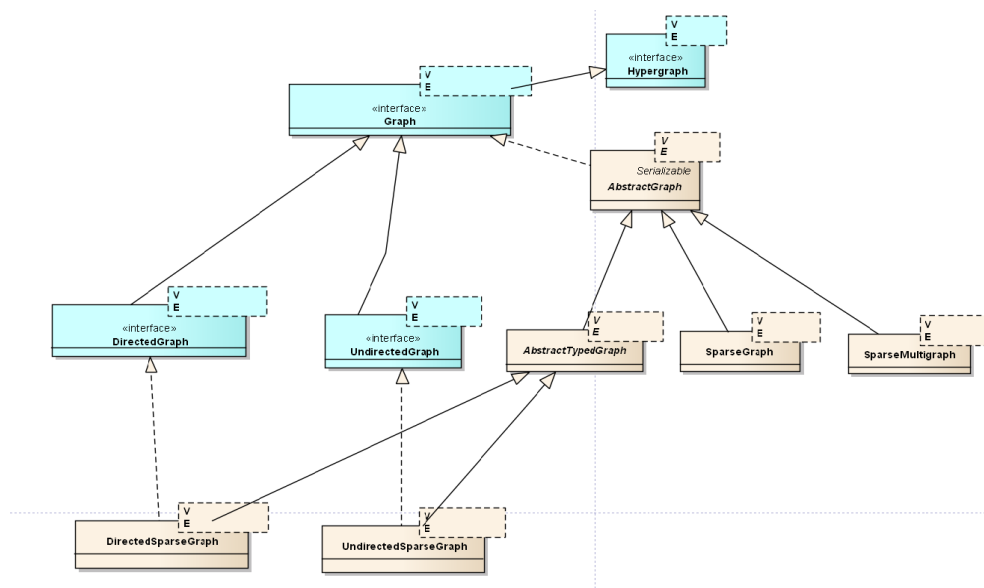 V
E
«interface»
Hypergraph
V
E
«interface»
Graph
V
E
Serializable
AbstractGraph
V
E
«interface»
DirectedGraph
V
E
«interface»
UndirectedGraph
V
E
AbstractTypedGraph
V
E
SparseGraph
V
E
SparseMultigraph
V
E
DirectedSparseGraph
V
E
UndirectedSparseGraph